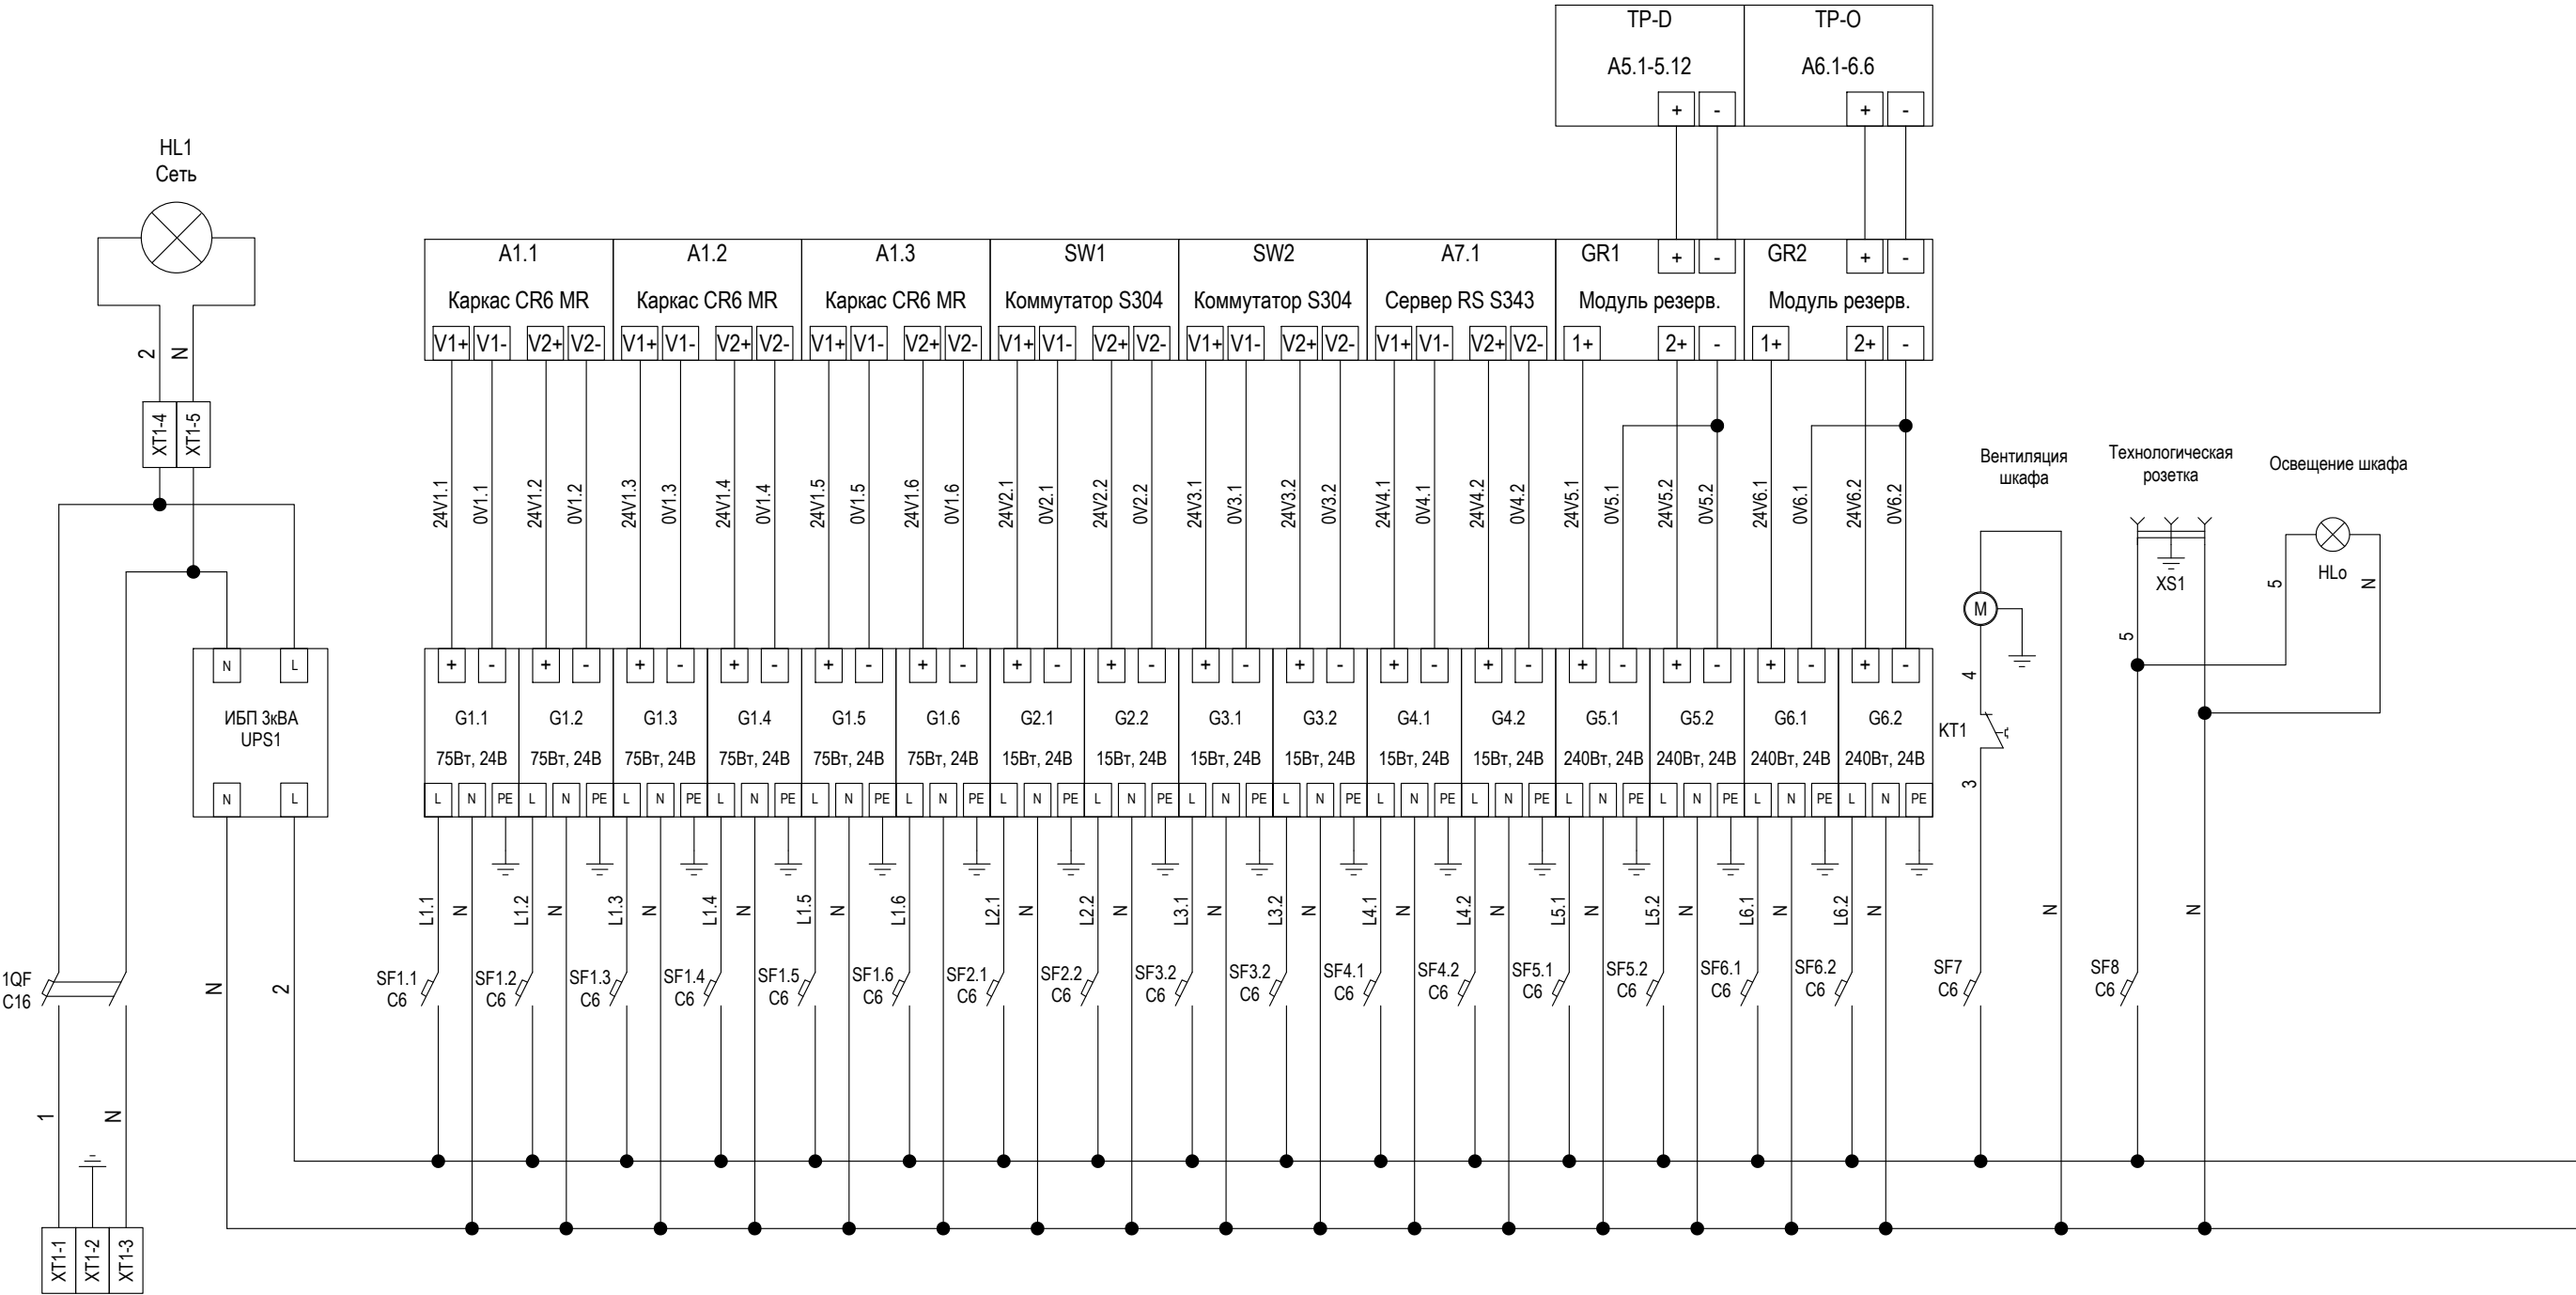 TP-D TP-O
A5.1-5.12 A6.1-6.6
+ - + -
HL1
Сеть
A1.1 A1.2 A1.3 SW1 SW2 A7.1 GR1 + - GR2 + -
Каркас CR6 MR Каркас CR6 MR Каркас CR6 MR Коммутатор S304 Коммутатор S304 Сервер RS S343 Модуль резерв. Модуль резерв.
V1+ V1- V2+ V2- V1+ V1- V2+ V2- V1+ V1- V2+ V2- V1+ V1- V2+ V2- V1+ V1- V2+ V2- V1+ V1- V2+ V2- 1+ 2+ - 1+ 2+ -
2 N
XT1-4 XT1-5
24V1.1 0V1.1 24V1.2 0V1.2 24V1.3 0V1.3 24V1.4 0V1.4 24V1.5 0V1.5 24V1.6 0V1.6 24V2.1 0V2.1 24V2.2 0V2.2 24V3.1 0V3.1 24V3.2 0V3.2 24V4.1 0V4.1 24V4.2 0V4.2 24V5.1 0V5.1 24V5.2 0V5.2 24V6.1 0V6.1 24V6.2 0V6.2
Вентиляция
шкафа
Технологическая
розетка
Освещение шкафа
XS1
HLo
5 N
M
5
4
KT1
3
N L
ИБП 3кВА
UPS1
N L
+ - + - + - + - + - + - + - + - + - + - + - + - + - + - + - + -
G1.1 G1.2 G1.3 G1.4 G1.5 G1.6 G2.1 G2.2 G3.1 G3.2 G4.1 G4.2 G5.1 G5.2 G6.1 G6.2
75Вт, 24В 75Вт, 24В 75Вт, 24В 75Вт, 24В 75Вт, 24В 75Вт, 24В 15Вт, 24В 15Вт, 24В 15Вт, 24В 15Вт, 24В 15Вт, 24В 15Вт, 24В 240Вт, 24В 240Вт, 24В 240Вт, 24В 240Вт, 24В
L N PE L N PE L N PE L N PE L N PE L N PE L N PE L N PE L N PE L N PE L N PE L N PE L N PE L N PE L N PE L N PE
L1.1 N L1.2 N L1.3 N L1.4 N L1.5 N L1.6 N L2.1 N L2.2 N L3.1 N L3.2 N L4.1 N L4.2 N L5.1 N L5.2 N L6.1 N L6.2 N N N
1QF
C16
N 2
SF1.1 SF1.2 SF1.3 SF1.4 SF1.5 SF1.6 SF2.1 SF2.2 SF3.2 SF3.2 SF4.1 SF4.2 SF5.1 SF5.2 SF6.1 SF6.2 SF7 SF8
C6 C6 C6 C6 C6 C6 C6 C6 C6 C6 C6 C6 C6 C6 C6 C6 C6 C6
1 N
XT1-1 XT1-2 XT1-3